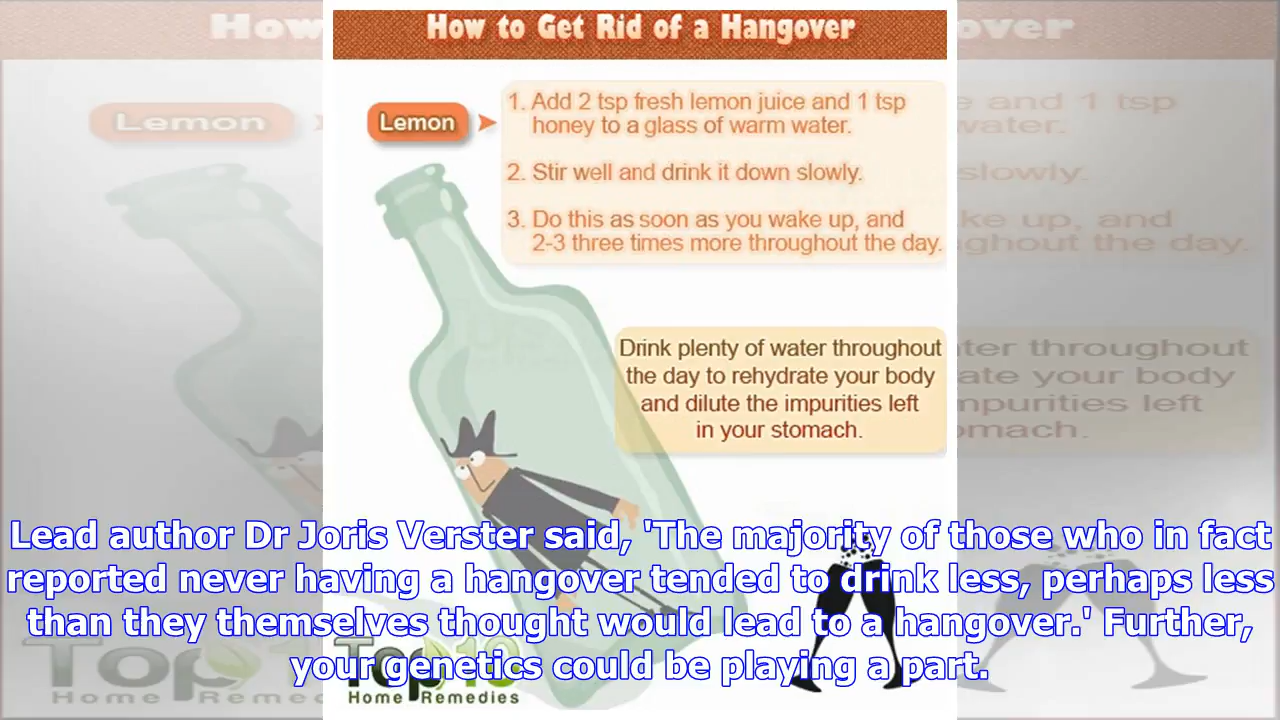 How to Get Rid of a Hangover
Lemon
1. Add 2 tsp fresh lemon juice and 1 tsp
honey to a glass of warm water.
2. Stir well and drink it down slowly.
3. Do this as soon as you wake up, and
2-3 three times more throughout the day.
Drink plenty of water throughout
the day to rehydrate your body
and dilute the impurities left
in your stomach.
Lead author Dr Joris Verster said, 'The majority of those who in fact
reported never having a hangover tended to drink less, perhaps less
than they themselves thought would lead to a hangover.' Further,
your genetics could be playing a part.
Top10
Home Remedies